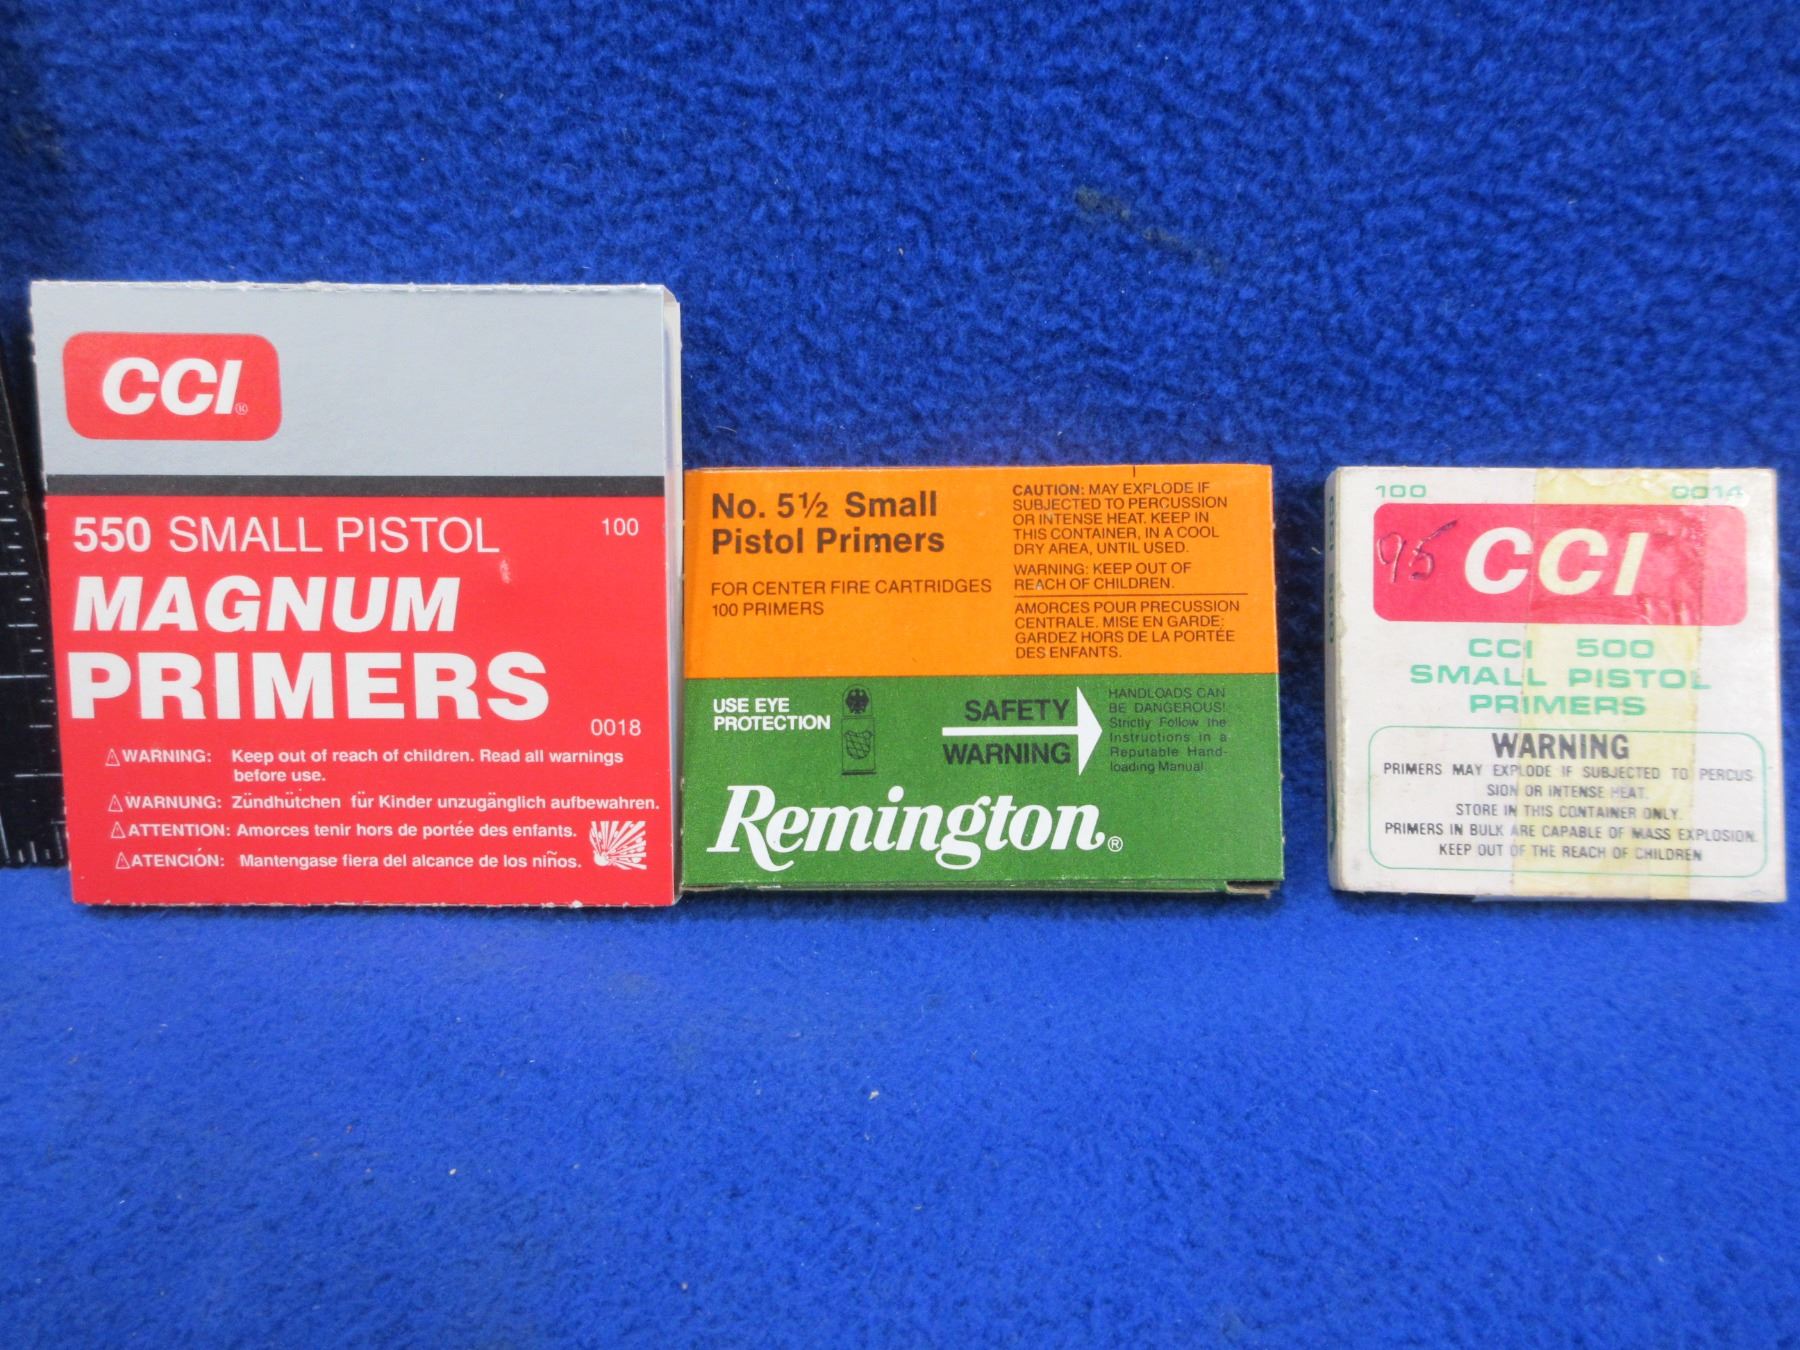 CCI®
550 SMALL PISTOL 100
MAGNUM
PRIMERS
0018
WARNING: Keep out of reach of children. Read all warnings
before use.
WARNUNG: Zündhütchen für Kinder unzugänglich aufbewahren.
ATTENTION: Amorces tenir hors de portée des enfants.
ATENCIÓN: Mantengase fiera del alcance de los niños.
No. 5½ Small
Pistol Primers
FOR CENTER FIRE CARTRIDGES
100 PRIMERS
CAUTION: MAY EXPLODE IF
SUBJECTED TO PERCUSSION
OR INTENSE HEAT. KEEP IN
THIS CONTAINER, IN A COOL
DRY AREA, UNTIL USED.
WARNING: KEEP OUT OF
REACH OF CHILDREN.
AMORCES POUR PRECUSSION
CENTRALE. MISE EN GARDE:
GARDEZ HORS DE LA PORTÉE
DES ENFANTS.
USE EYE
PROTECTION
SAFETY
WARNING
HANDLOADS CAN
BE DANGEROUS!
Strictly Follow the
Instructions in a
Reputable Hand-
loading Manual
Remington®
100 0014
95 CCI
CCI 500
SMALL PISTOL
PRIMERS
WARNING
PRIMERS MAY EXPLODE IF SUBJECTED TO PERCUS-
SION OR INTENSE HEAT.
STORE IN THIS CONTAINER ONLY.
PRIMERS IN BULK ARE CAPABLE OF MASS EXPLOSION.
KEEP OUT OF THE REACH OF CHILDREN